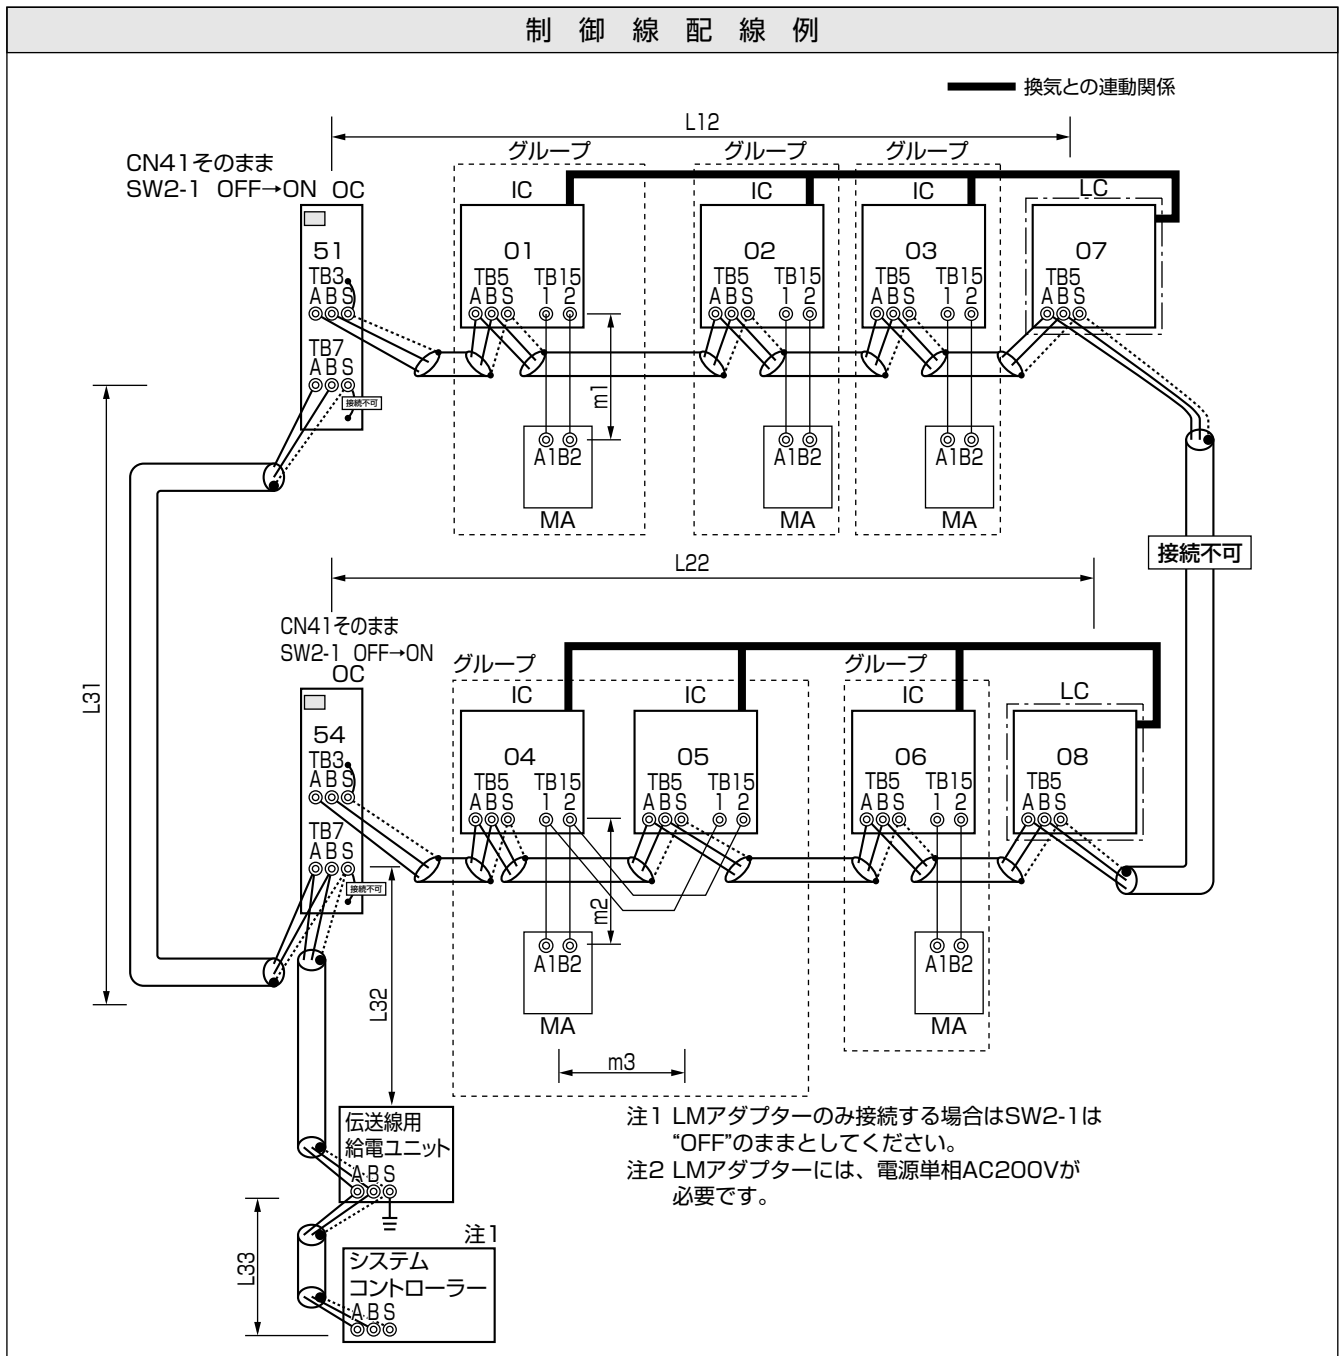 制御線配線例
換気との連動関係
L12
CN41そのまま
SW2-1 OFF→ON OC
グループ
グループ
グループ
IC
IC
IC
LC
51
TB3
A B S
TB7
A B S
接続不可
01
TB5 TB15
A B S 1 2
02
TB5 TB15
A B S 1 2
03
TB5 TB15
A B S 1 2
07
TB5
A B S
m1
A1B2
MA
A1B2
MA
A1B2
MA
接続不可
L31
L22
CN41そのまま
SW2-1 OFF→ON
OC
グループ
グループ
IC
IC
IC
LC
54
TB3
A B S
TB7
A B S
接続不可
04
TB5 TB15
A B S 1 2
05
TB5 TB15
A B S 1 2
06
TB5 TB15
A B S 1 2
08
TB5
A B S
m2
A1B2
MA
A1B2
MA
m3
L32
伝送線用
給電ユニット
A B S
注1
L33
システム
コントローラー
A B S
注1 LMアダプターのみ接続する場合はSW2-1は
“OFF”のままとしてください。
注2 LMアダプターには、電源単相AC200Vが
必要です。